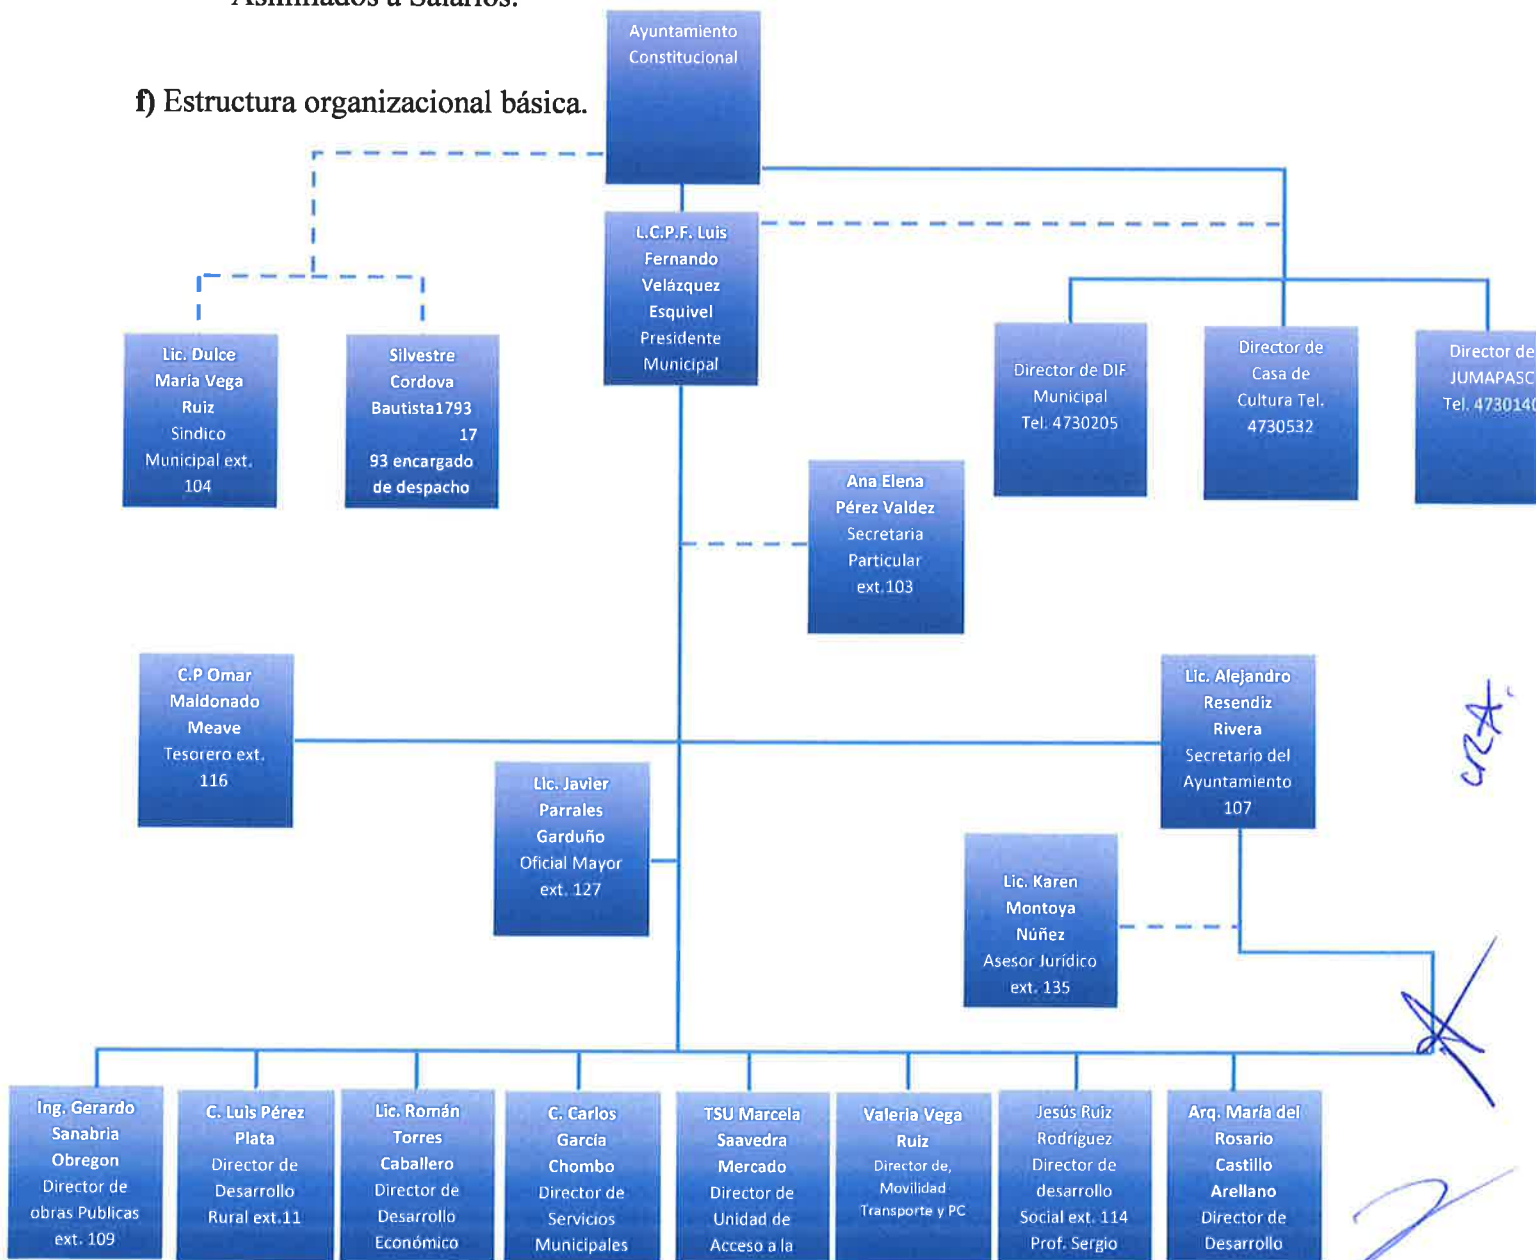 Asimilados a Salarios.
Ayuntamiento
Constitucional
f) Estructura organizacional básica.
L.C.P.F. Luis
Fernando
Velázquez
Esquivel
Presidente
Municipal
Lic. Dulce
María Vega
Ruiz
Sindico
Municipal ext.
104
Silvestre
Cordova
Bautista1793
17
93 encargado
de despacho
Director de DIF
Municipal
Tel. 4730205
Director de
Casa de
Cultura Tel.
4730532
Director de
JUMAPASC
Tel. 4730140
Ana Elena
Pérez Valdez
Secretaria
Particular
ext.103
C.P Omar
Maldonado
Meave
Tesorero ext.
116
Lic. Alejandro
Resendiz
Rivera
Secretario del
Ayuntamiento
107
Lic. Javier
Parrales
Garduño
Oficial Mayor
ext. 127
Lic. Karen
Montoya
Núñez
Asesor Jurídico
ext. 135
Ing. Gerardo
Sanabria
Obregon
Director de
obras Publicas
ext. 109
C. Luis Pérez
Plata
Director de
Desarrollo
Rural ext.11
Lic. Román
Torres
Caballero
Director de
Desarrollo
Económico
C. Carlos
García
Chombo
Director de
Servicios
Municipales
TSU Marcela
Saavedra
Mercado
Director de
Unidad de
Acceso a la
Valeria Vega
Ruiz
Director de,
Movilidad
Transporte y PC
Jesús Ruiz
Rodríguez
Director de
desarrollo
Social ext. 114
Prof. Sergio
Arq. María del
Rosario
Castillo
Arellano
Director de
Desarrollo